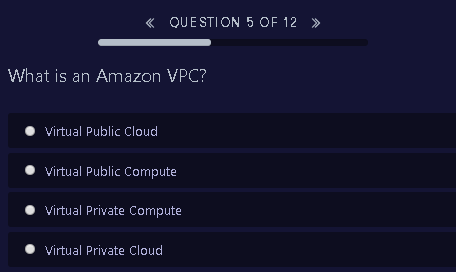 « QUESTION 5 OF 12 »
What is an Amazon VPC?
Virtual Public Cloud
Virtual Public Compute
Virtual Private Compute
Virtual Private Cloud